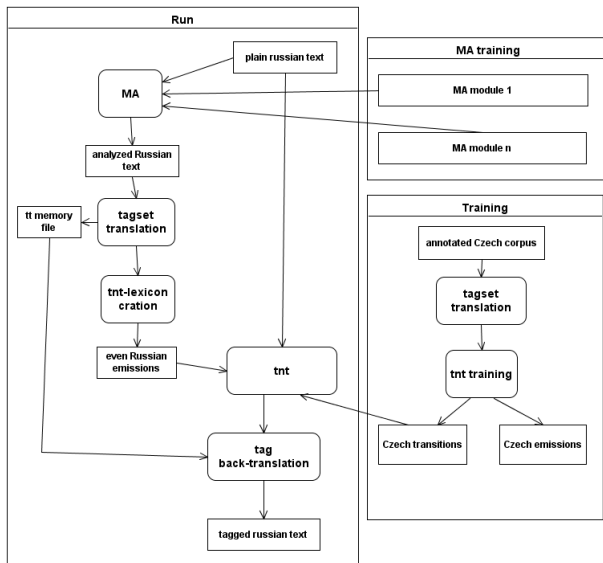 Run
plain russian text
MA
analyzed Russian
text
tt memory
file
tagset
translation
tnt-lexicon
cration
even Russian
emissions
tnt
tag
back-translation
tagged russian text
MA training
MA module 1
MA module n
Training
annotated Czech corpus
tagset
translation
tnt training
Czech transitions
Czech emissions